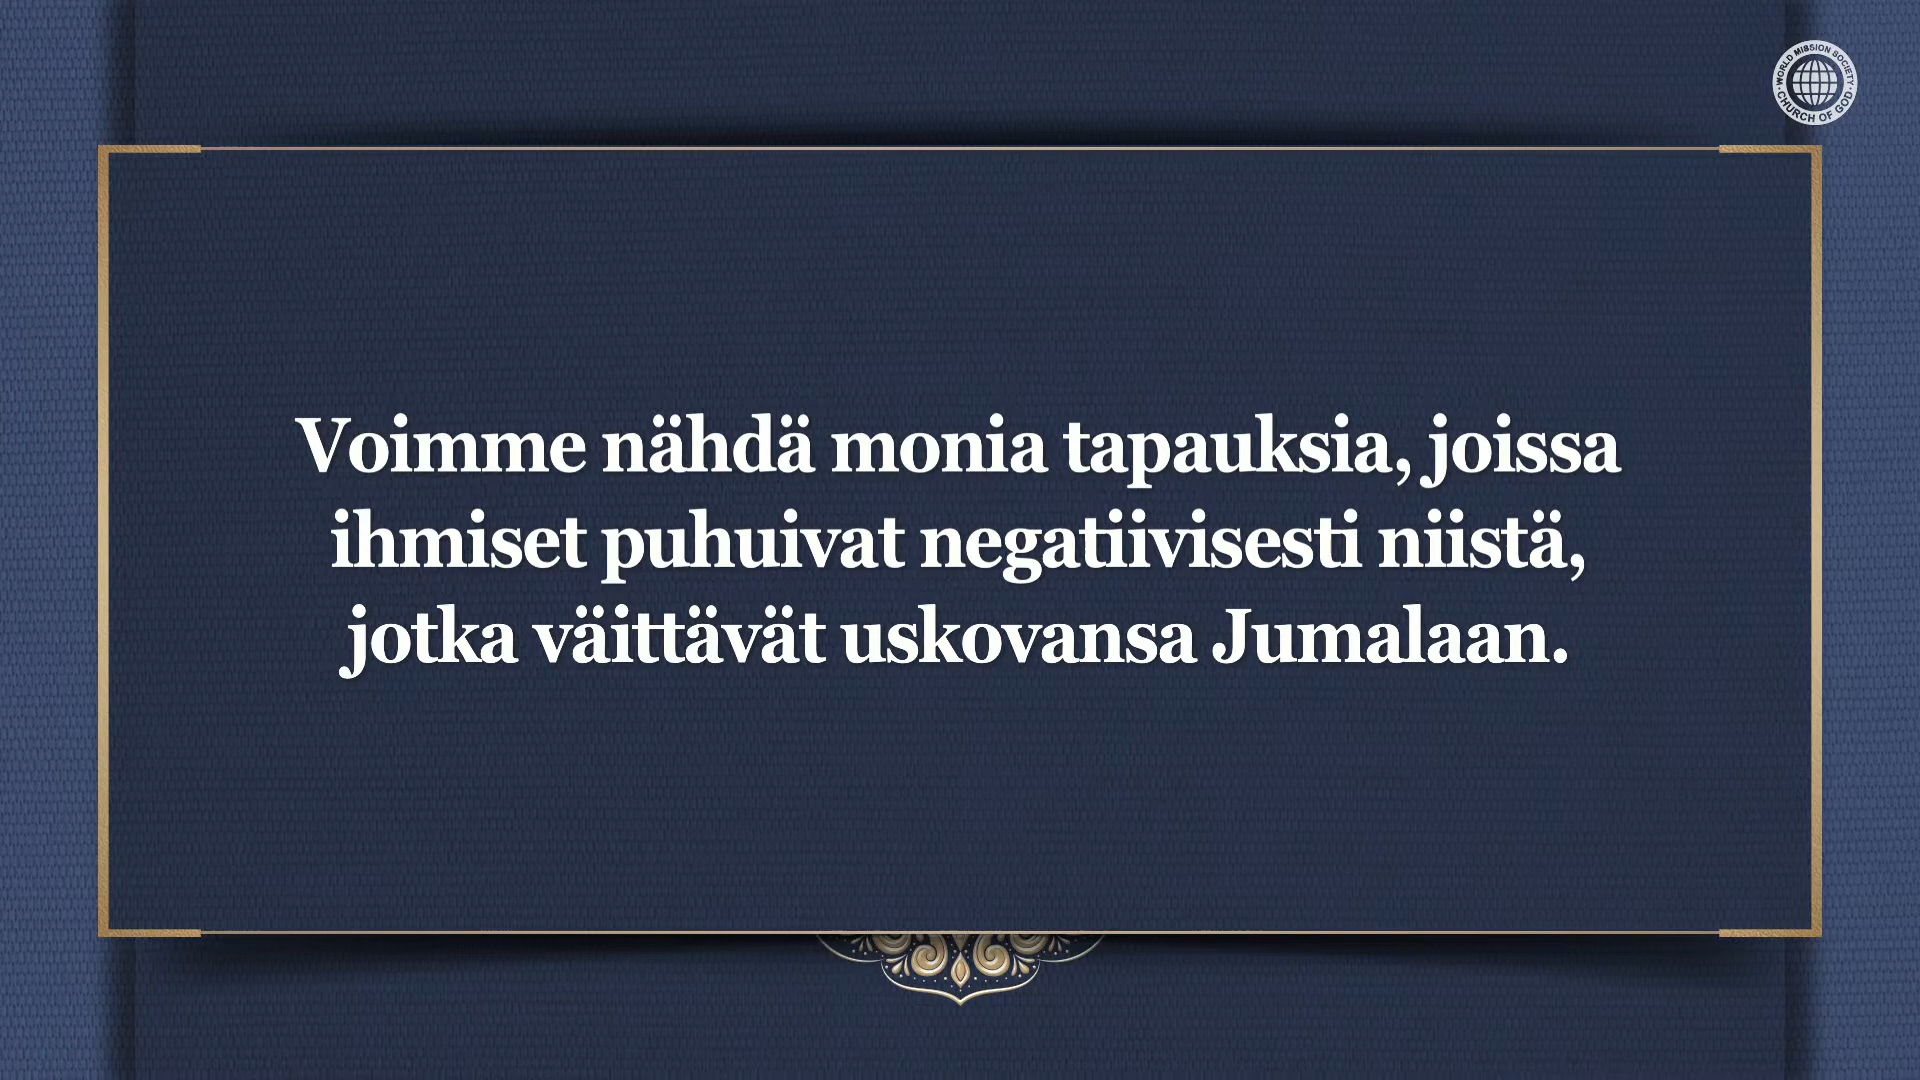 WORLD MISSION SOCIETY
CHURCH OF GOD
Voimme nähdä monia tapauksia, joissa
ihmiset puhuivat negatiivisesti niistä,
jotka väittävät uskovansa Jumalaan.